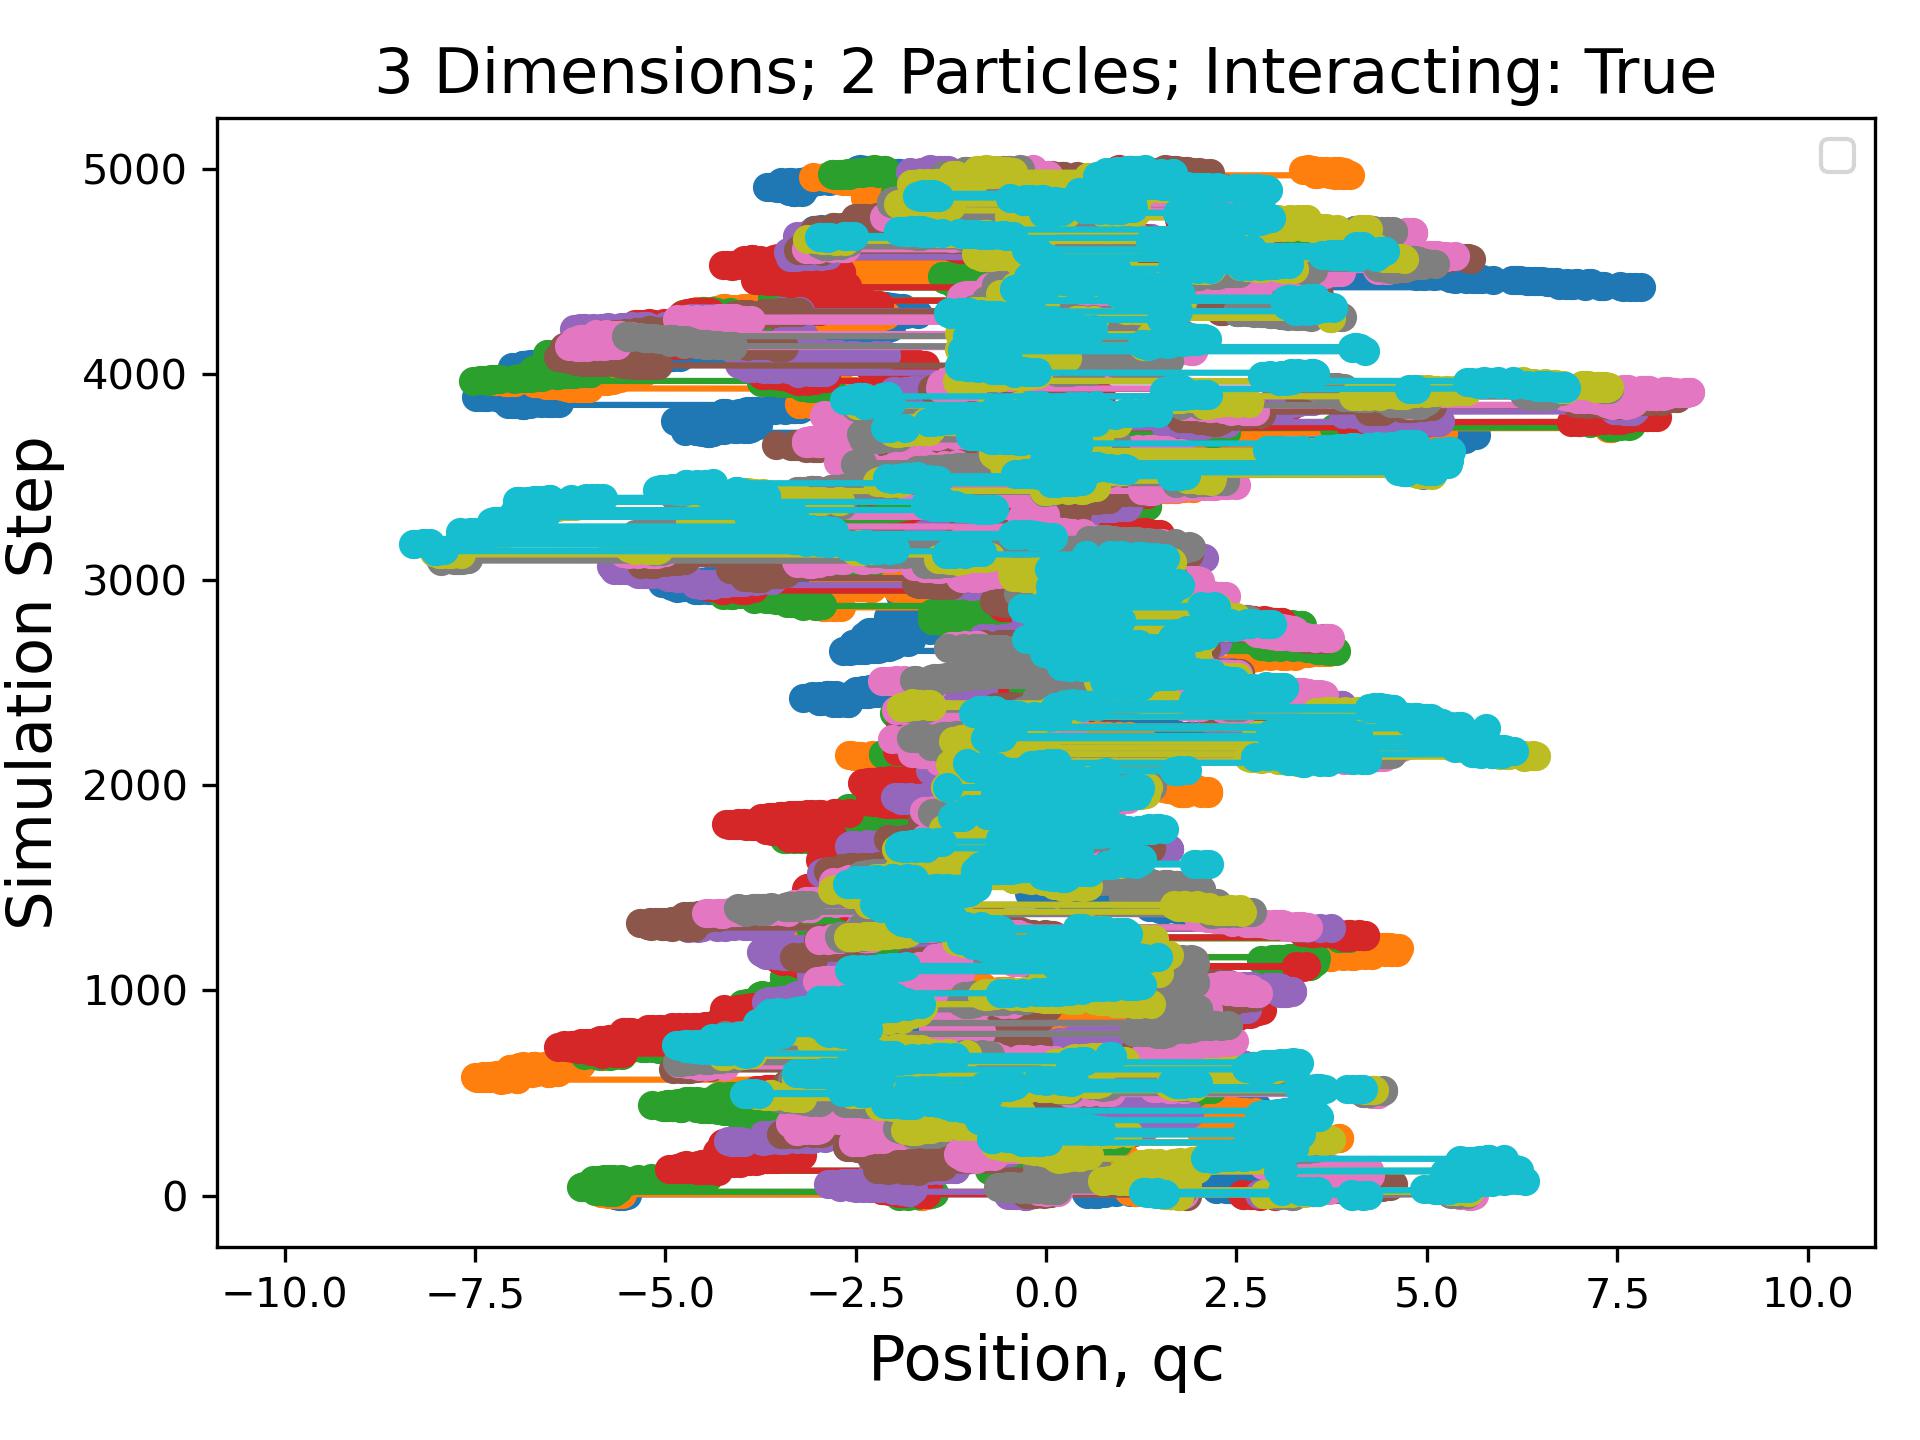 3 Dimensions; 2 Particles; Interacting: True
Simulation Step
5000
4000
3000
2000
1000
0
−10.0 −7.5 −5.0 −2.5 0.0 2.5 5.0 7.5 10.0
Position, qc